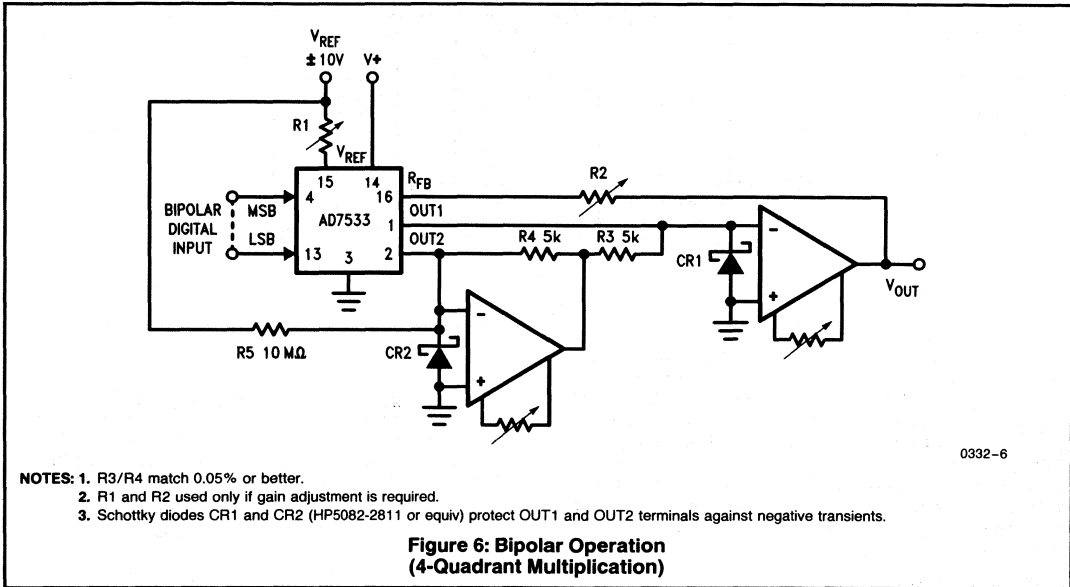 VREF
±10V
V+
R1
VREF
15
14
RFB
16
R2
BIPOLAR
DIGITAL
INPUT
MSB
4
AD7533
OUT1
1
LSB
13
3
OUT2
2
R4 5k
R3 5k
CR1
-
+
VOUT
R5 10 MΩ
CR2
-
+
0332-6
NOTES: 1. R3/R4 match 0.05% or better.
2. R1 and R2 used only if gain adjustment is required.
3. Schottky diodes CR1 and CR2 (HP5082-2811 or equiv) protect OUT1 and OUT2 terminals against negative transients.
Figure 6: Bipolar Operation
(4-Quadrant Multiplication)